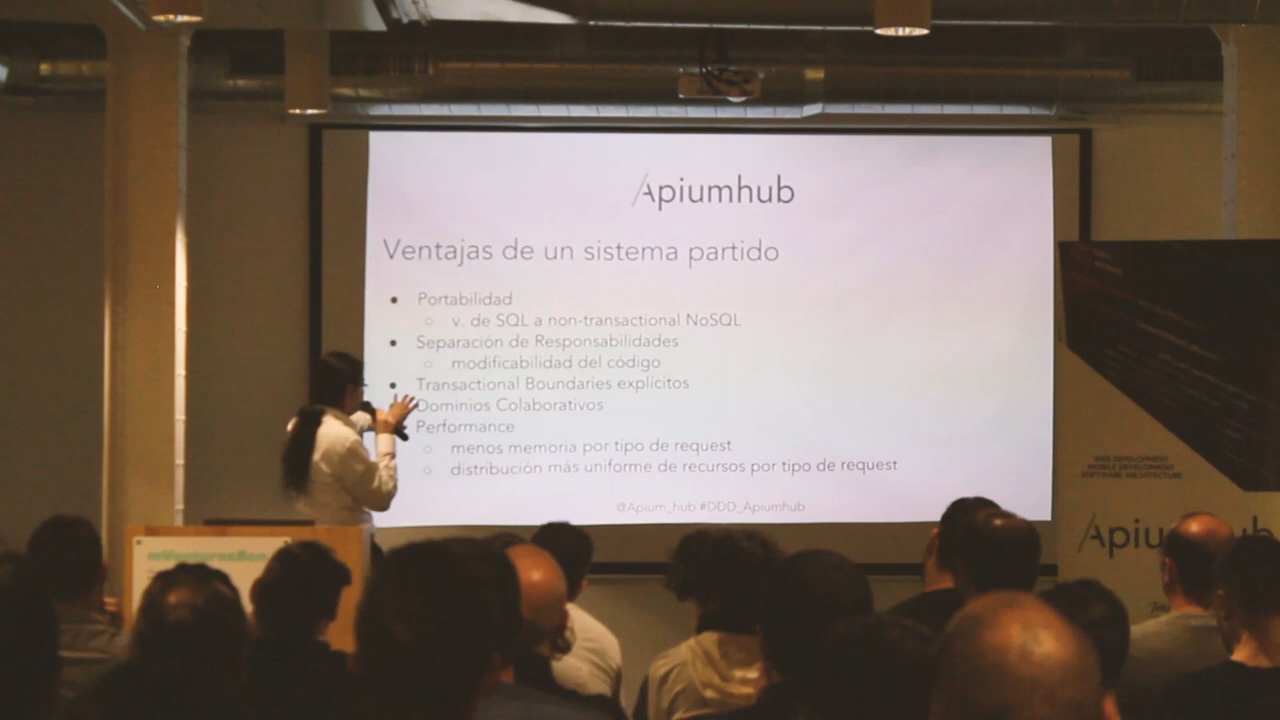 Apiumhub
Ventajas de un sistema partido
Portabilidad
v. de SQL a non-transactional NoSQL
Separación de Responsabilidades
modificabilidad del código
Transactional Boundaries explícitos
Dominios Colaborativos
Performance
menos memoria por tipo de request
distribución más uniforme de recursos por tipo de request
@Apium_hub #DDD_Apiumhub
WEB DEVELOPMENT
MOBILE DEVELOPMENT
SOFTWARE ARCHITECTURE